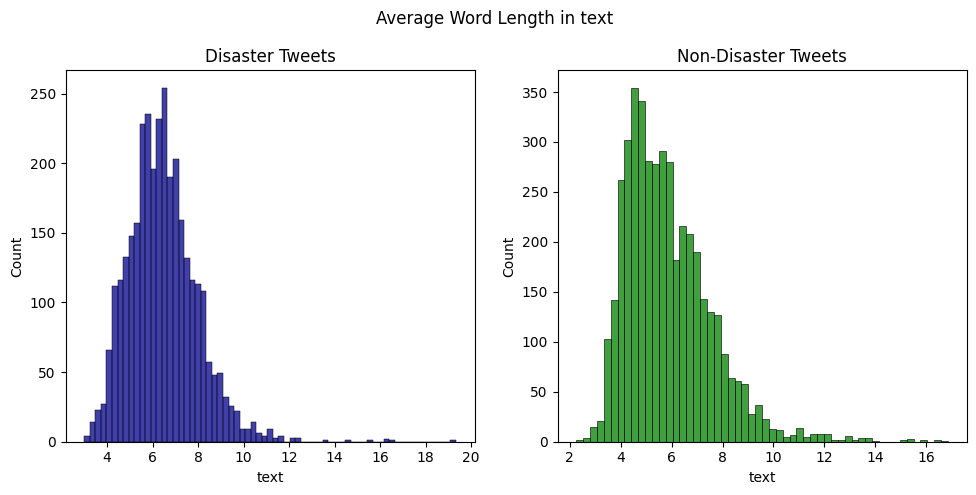 Average Word Length in text
Disaster Tweets
Non-Disaster Tweets
Count
250
200
150
100
50
0
4 6 8 10 12 14 16 18 20
text
Count
350
300
250
200
150
100
50
0
2 4 6 8 10 12 14 16
text